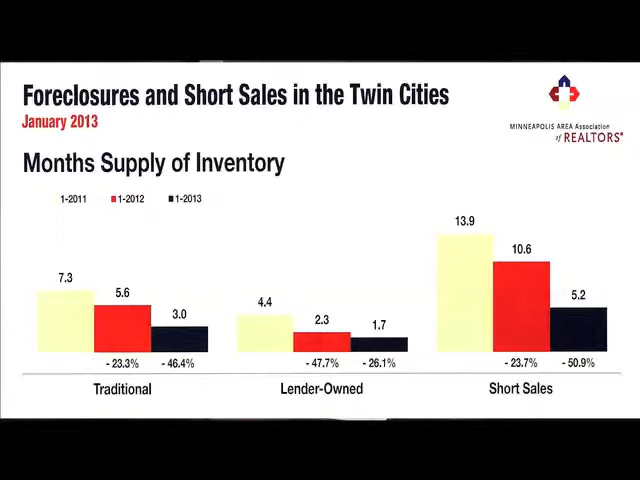 Foreclosures and Short Sales in the Twin Cities
January 2013
MINNEAPOLIS AREA Association
of REALTORS®
Months Supply of Inventory
1-2011 1-2012 1-2013
7.3 5.6 3.0 4.4 2.3 1.7 13.9 10.6 5.2
- 23.3% - 46.4% - 47.7% - 26.1% - 23.7% - 50.9%
Traditional Lender-Owned Short Sales